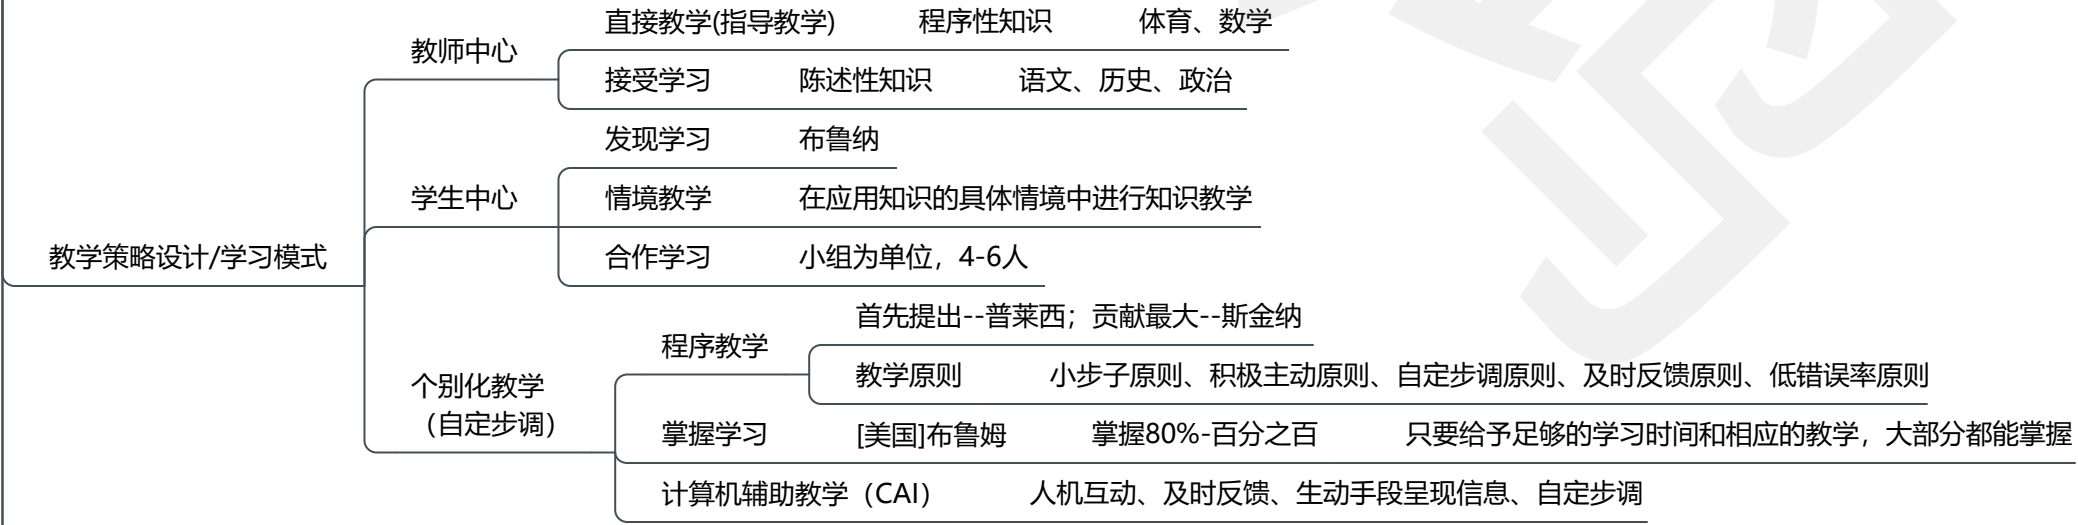 直接教学(指导教学) 程序性知识 体育、数学
教师中心
接受学习 陈述性知识 语文、历史、政治
发现学习 布鲁纳
学生中心 情境教学 在应用知识的具体情境中进行知识教学
教学策略设计/学习模式 合作学习 小组为单位，4-6人
首先提出--普莱西；贡献最大--斯金纳
程序教学
教学原则 小步子原则、积极主动原则、自定步调原则、及时反馈原则、低错误率原则
个别化教学
（自定步调）
掌握学习 [美国]布鲁姆 掌握80%-百分之百 只要给予足够的学习时间和相应的教学，大部分都能掌握
计算机辅助教学（CAI） 人机互动、及时反馈、生动手段呈现信息、自定步调